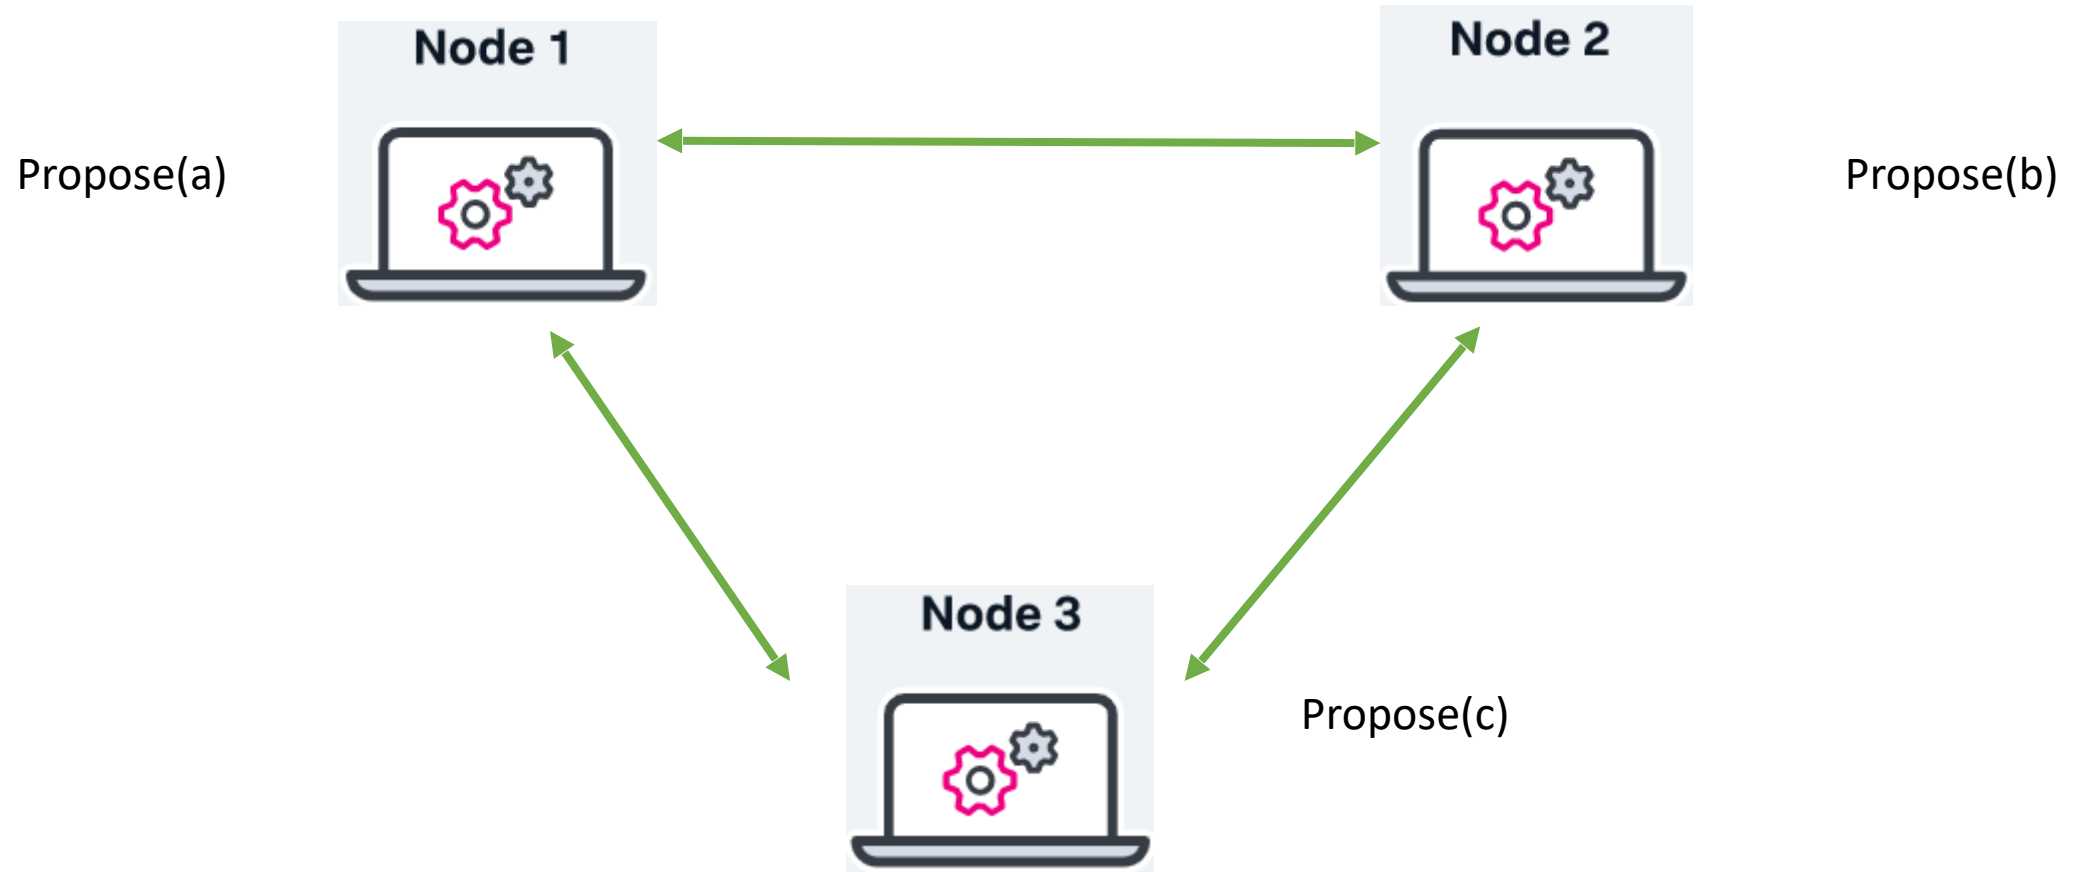 Node 1
Node 2
Propose(a)
Propose(b)
Node 3
Propose(c)